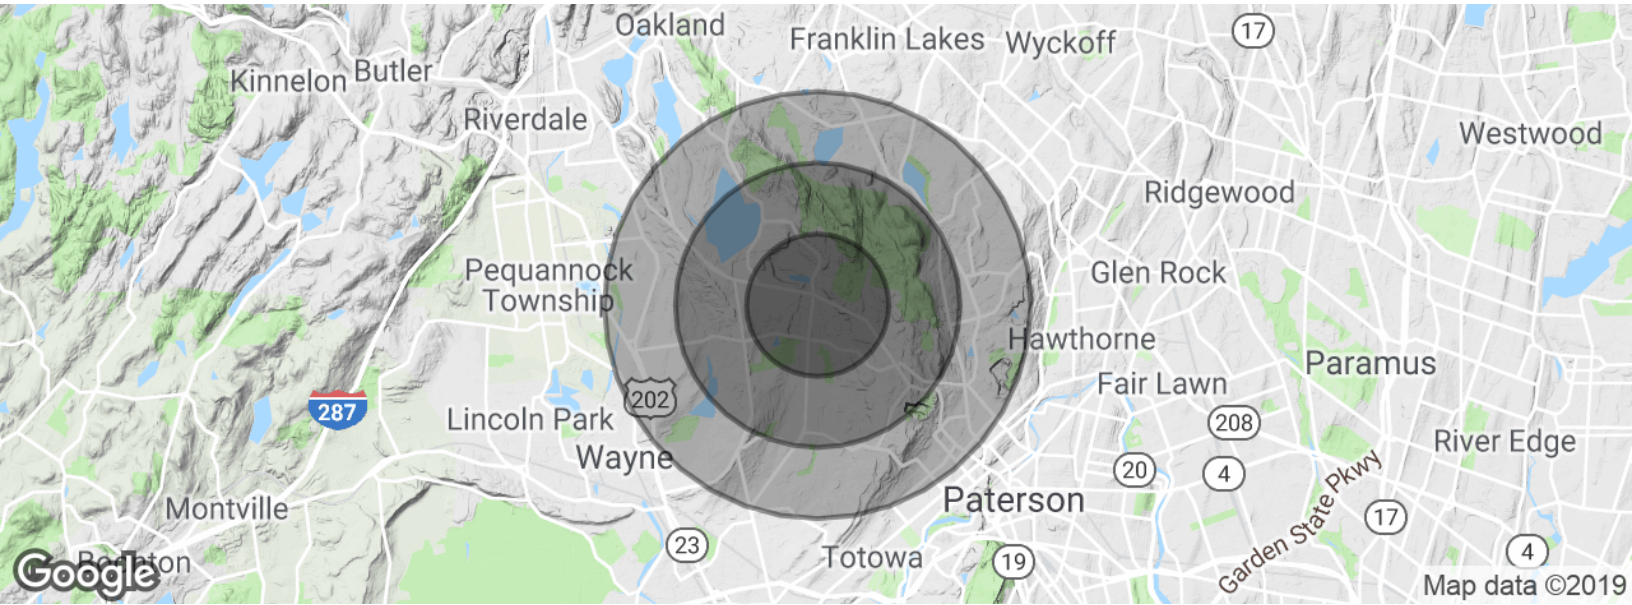 Oakland
Franklin Lakes
Wyckoff
17
Kinnelon
Butler
Riverdale
Westwood
Ridgewood
Pequannock
Township
Glen Rock
Hawthorne
Paramus
Fair Lawn
202
287
Lincoln Park
208
River Edge
Wayne
20
4
Paterson
Montville
Garden State Pkwy
17
23
Totowa
19
4
Boonton
Google
Map data ©2019